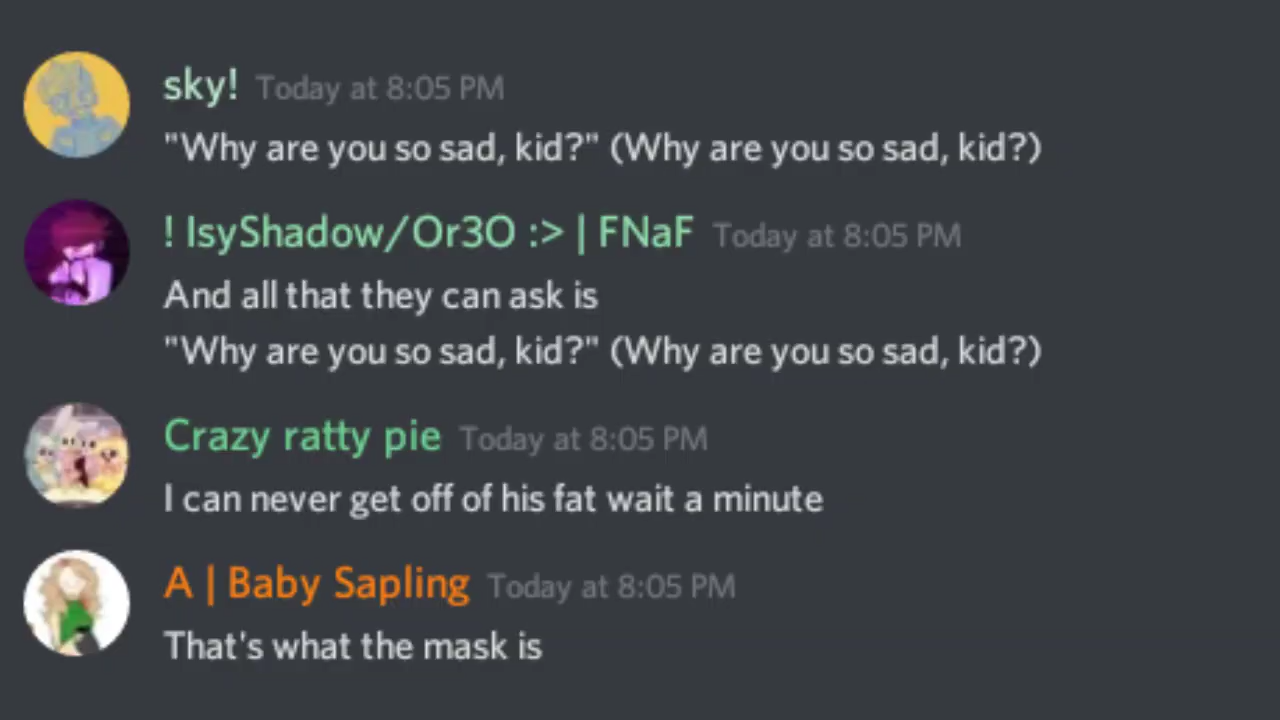 sky! Today at 8:05 PM
"Why are you so sad, kid?" (Why are you so sad, kid?)
! IsyShadow/Or3O :> | FNaF Today at 8:05 PM
And all that they can ask is
"Why are you so sad, kid?" (Why are you so sad, kid?)
Crazy ratty pie Today at 8:05 PM
I can never get off of his fat wait a minute
A | Baby Sapling Today at 8:05 PM
That's what the mask is